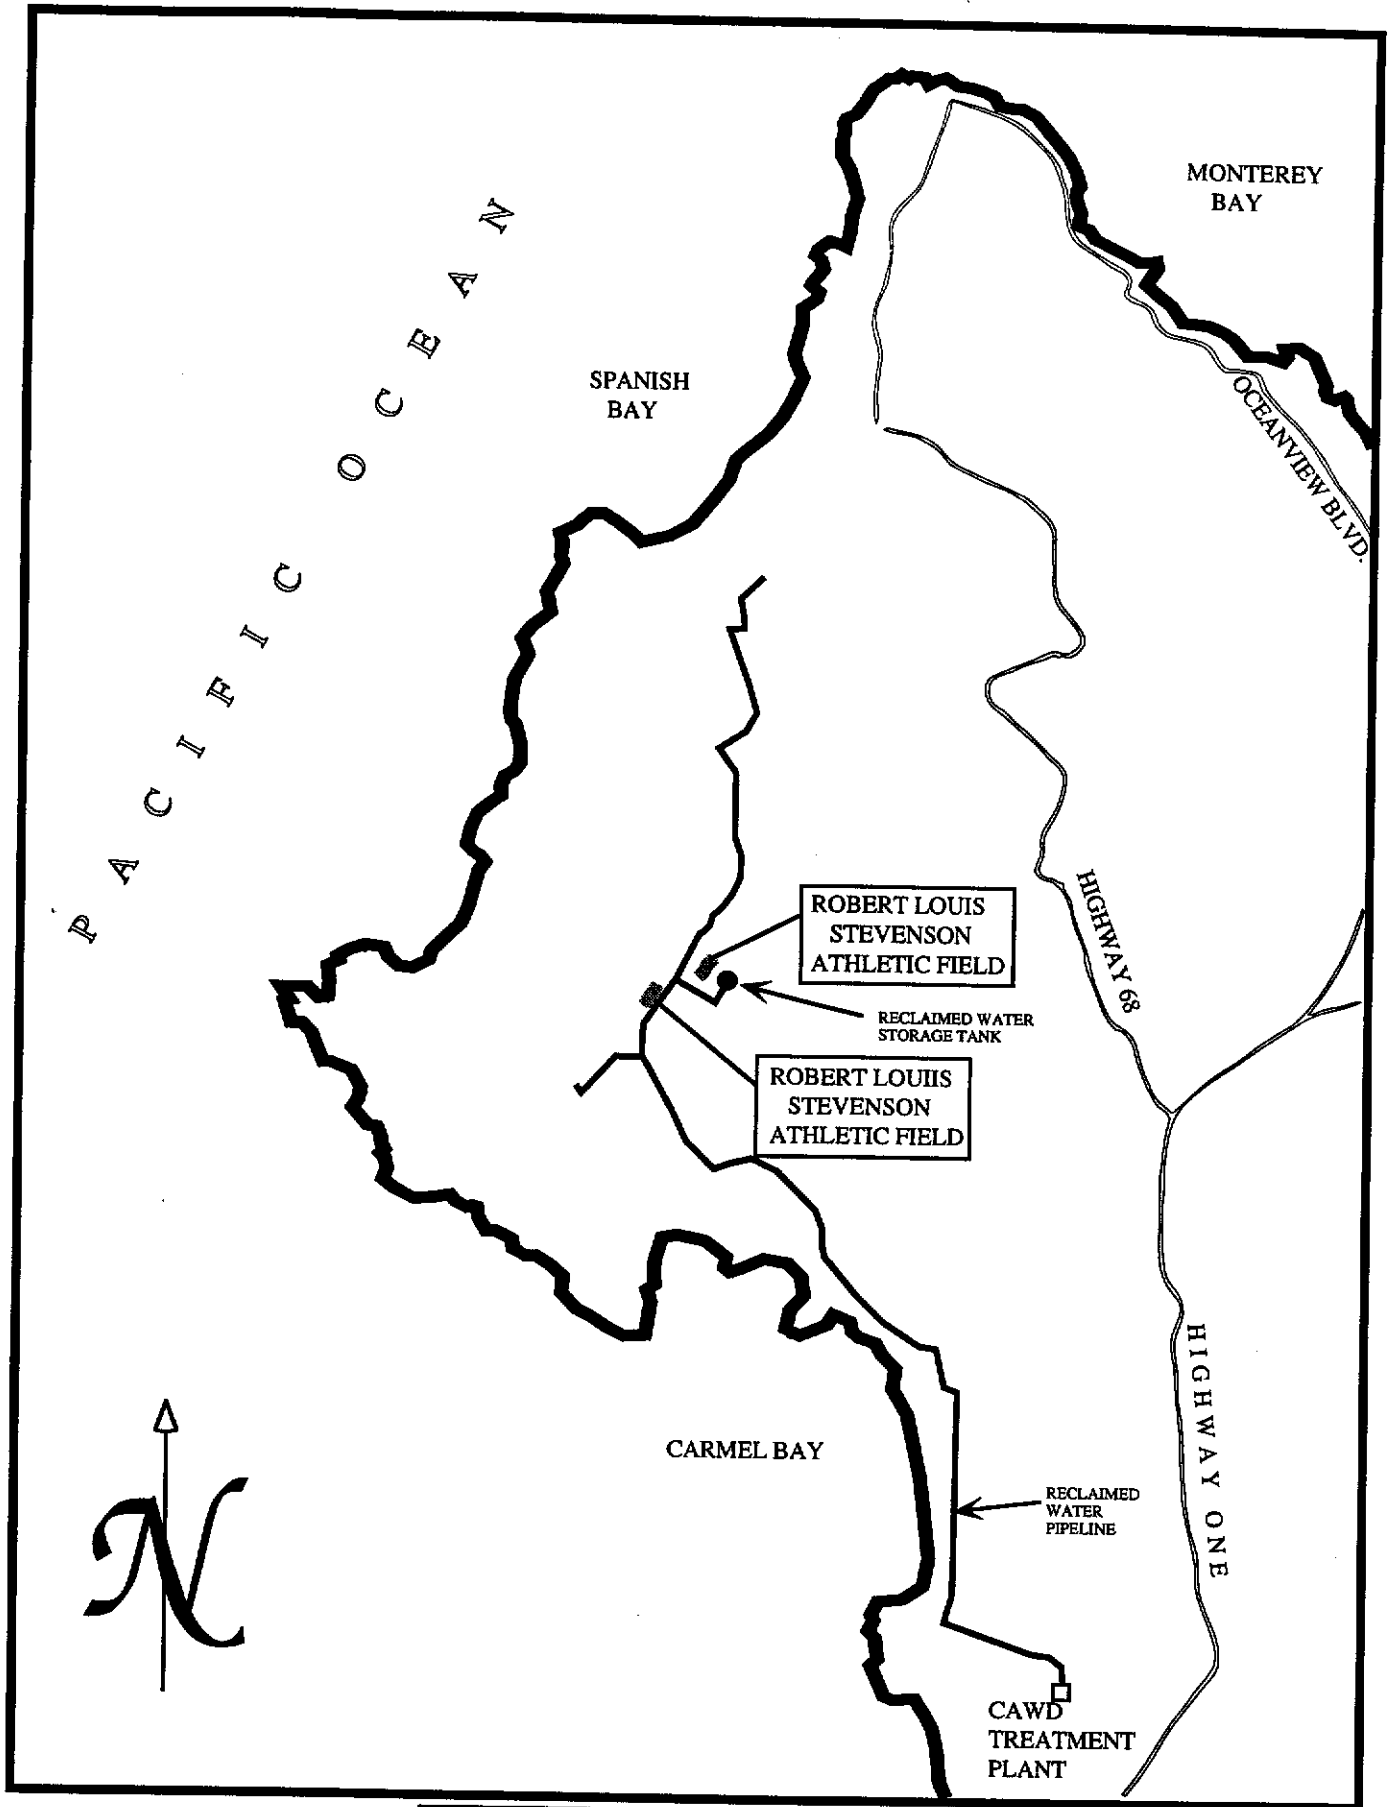 MONTEREY
BAY
PACIFIC OCEAN
SPANISH
BAY
OCEANVIEW BLVD.
ROBERT LOUIS
STEVENSON
ATHLETIC FIELD
HIGHWAY 68
RECLAIMED WATER
STORAGE TANK
ROBERT LOUIIS
STEVENSON
ATHLETIC FIELD
HIGHWAY ONE
CARMEL BAY
RECLAIMED
WATER
PIPELINE
N
CAWD
TREATMENT
PLANT